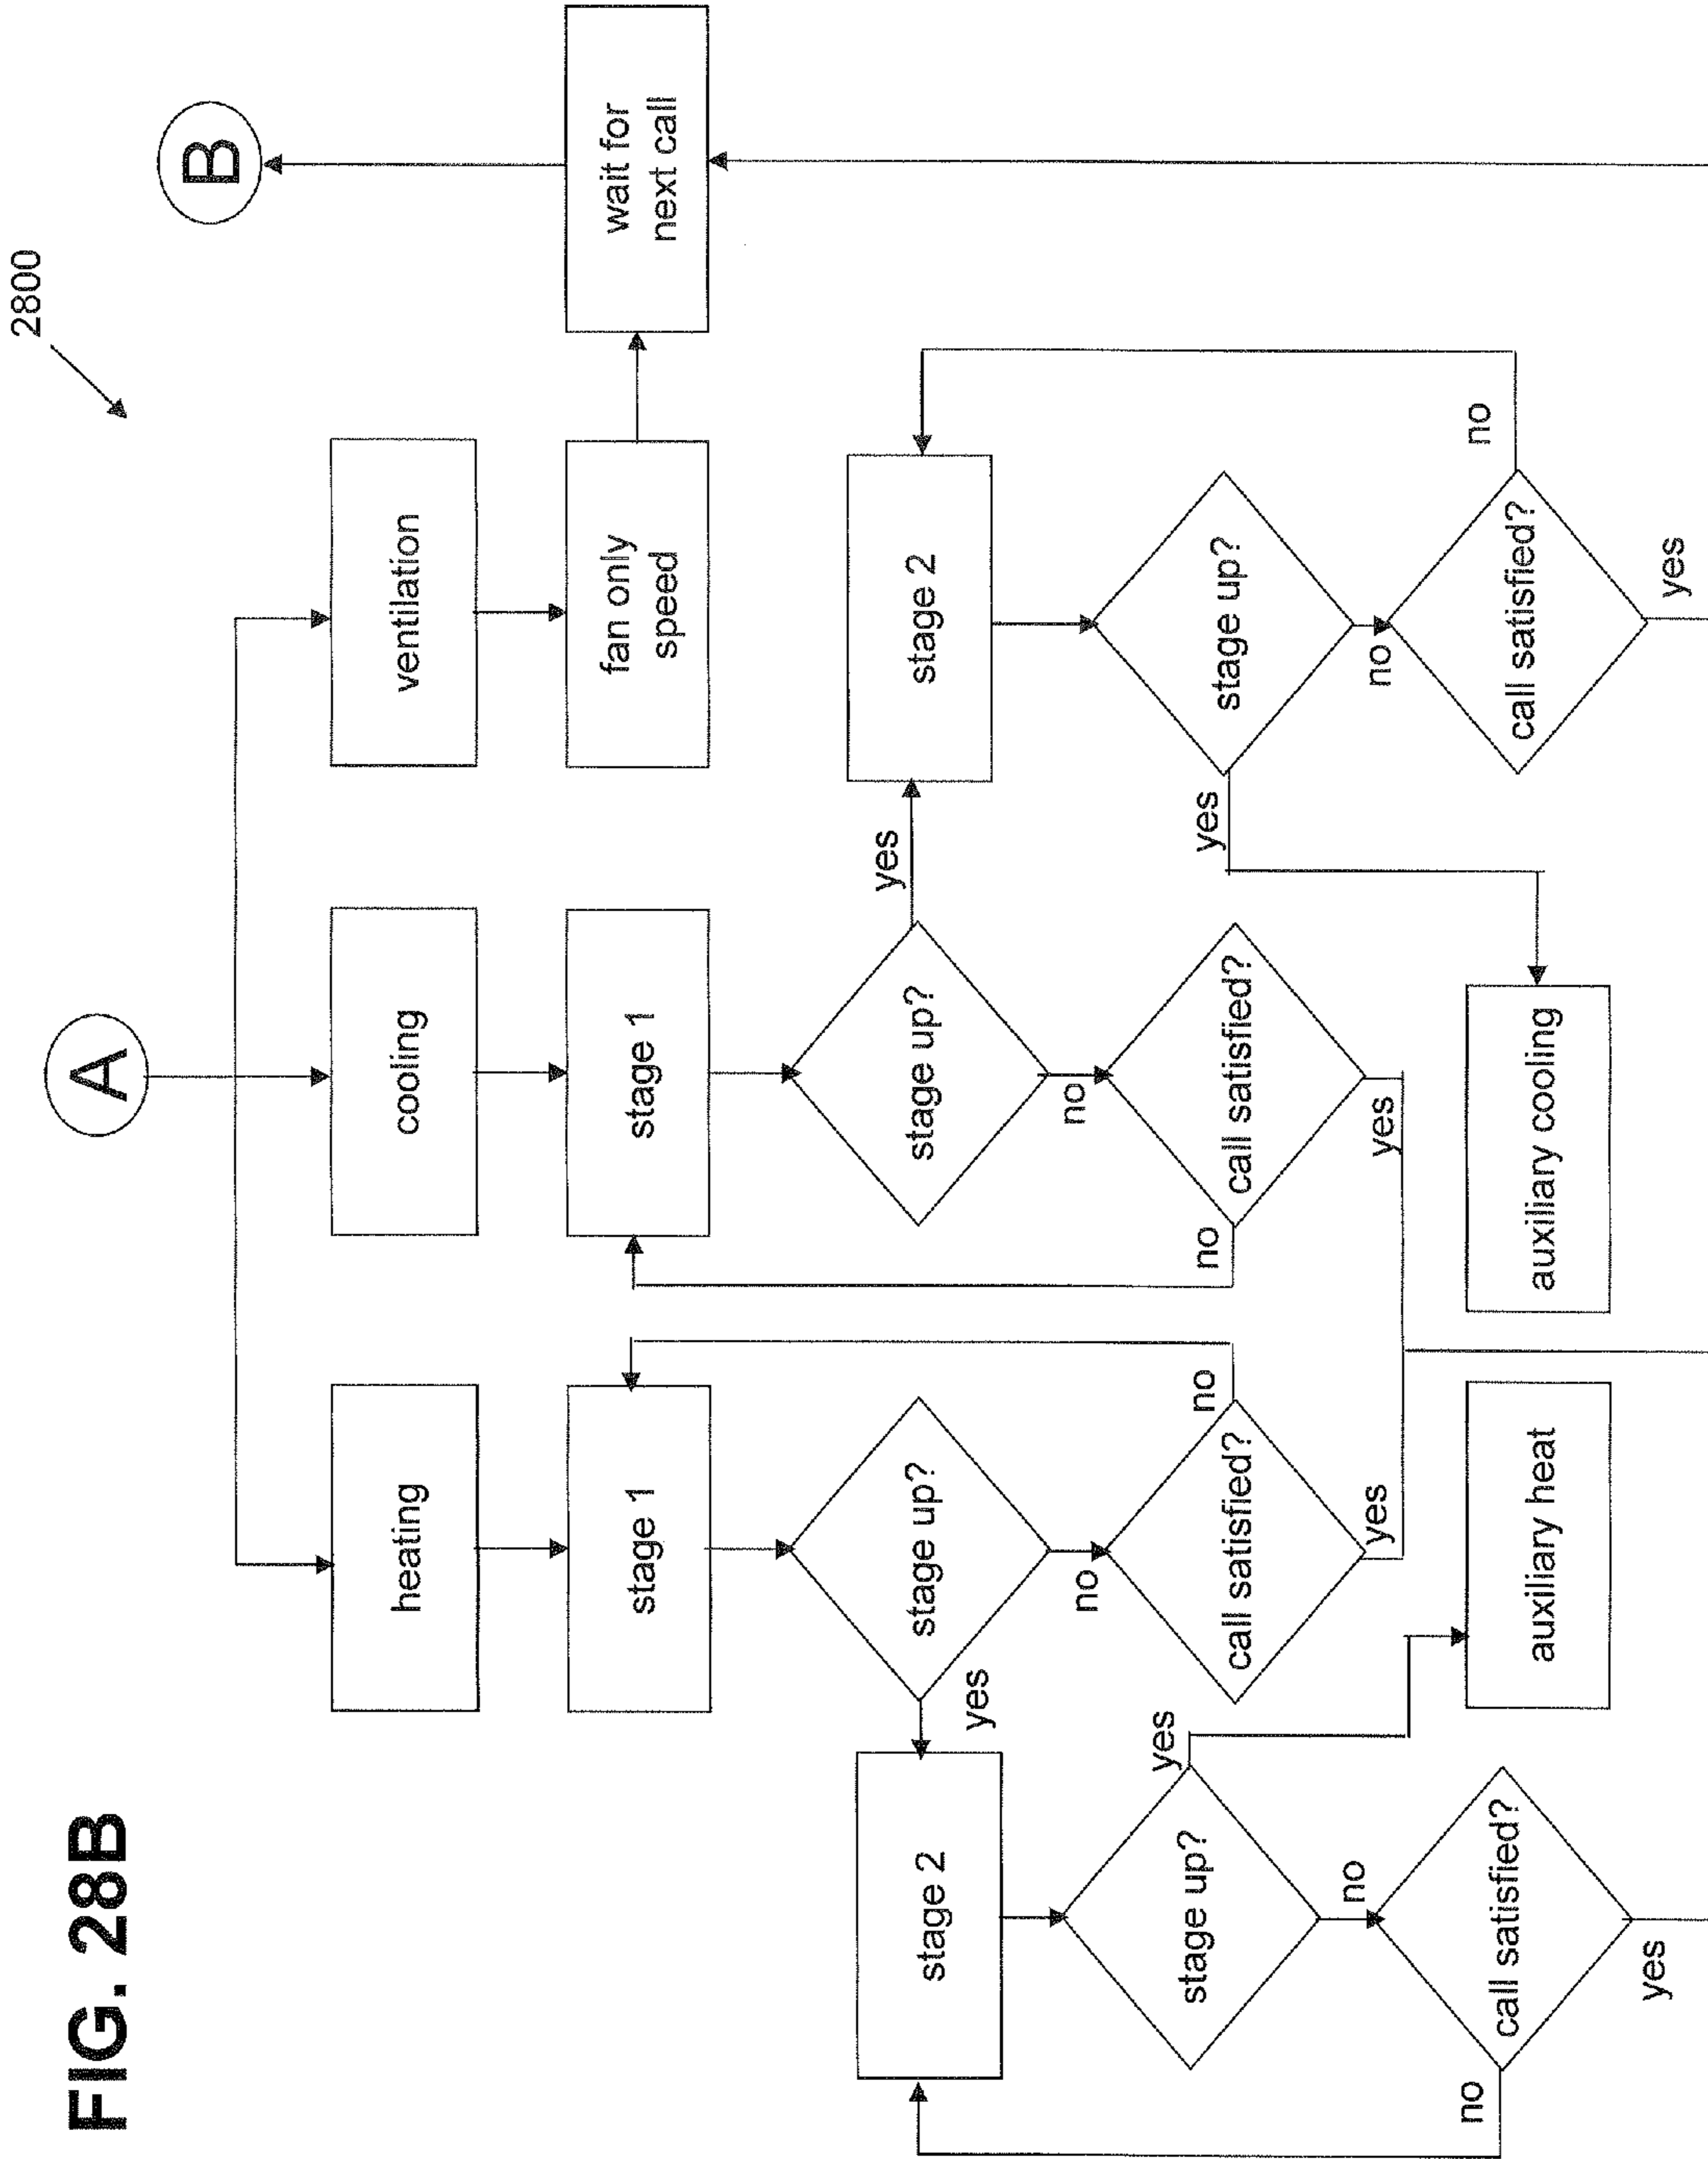 FIG. 28B
2800
A
B
heating
cooling
ventilation
stage 1
stage 1
fan only
speed
wait for
next call
stage up?
yes
no
stage up?
yes
no
stage 2
stage 2
call satisfied?
no
yes
call satisfied?
no
yes
stage up?
yes
no
stage up?
yes
no
call satisfied?
no
yes
auxiliary heat
auxiliary cooling
call satisfied?
no
yes